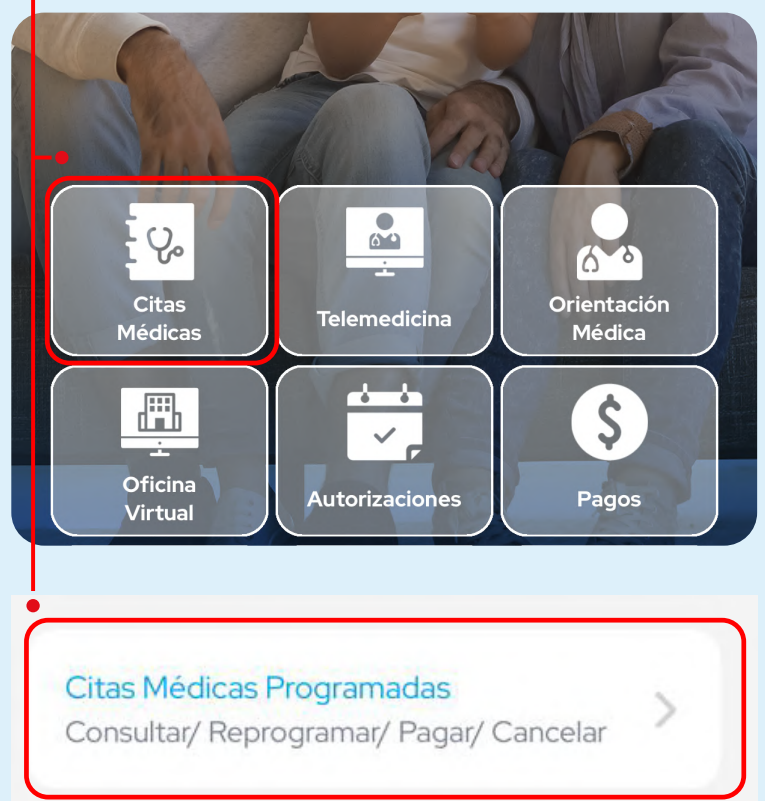 Citas
Médicas
Telemedicina
Orientación
Médica
Oficina
Virtual
Autorizaciones
Pagos
Citas Médicas Programadas
Consultar/ Reprogramar/ Pagar/ Cancelar